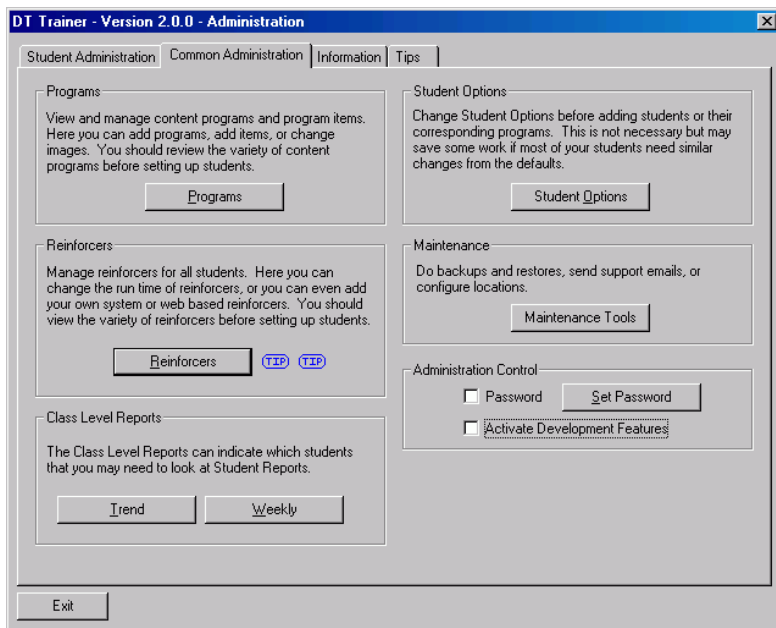 DT Trainer - Version 2.0.0 - Administration
Student Administration
Common Administration
Information
Tips
Programs
View and manage content programs and program items.
Here you can add programs, add items, or change
images. You should review the variety of content
programs before setting up students.
Programs
Reinforcers
Manage reinforcers for all students. Here you can
change the run time of reinforcers, or you can even add
your own system or web based reinforcers. You should
view the variety of reinforcers before setting up students.
Reinforcers
TIP
TIP
Class Level Reports
The Class Level Reports can indicate which students
that you may need to look at Student Reports.
Trend
Weekly
Student Options
Change Student Options before adding students or their
corresponding programs. This is not necessary but may
save some work if most of your students need similar
changes from the defaults.
Student Options
Maintenance
Do backups and restores, send support emails, or
configure locations.
Maintenance Tools
Administration Control
Password
Set Password
Activate Development Features
Exit